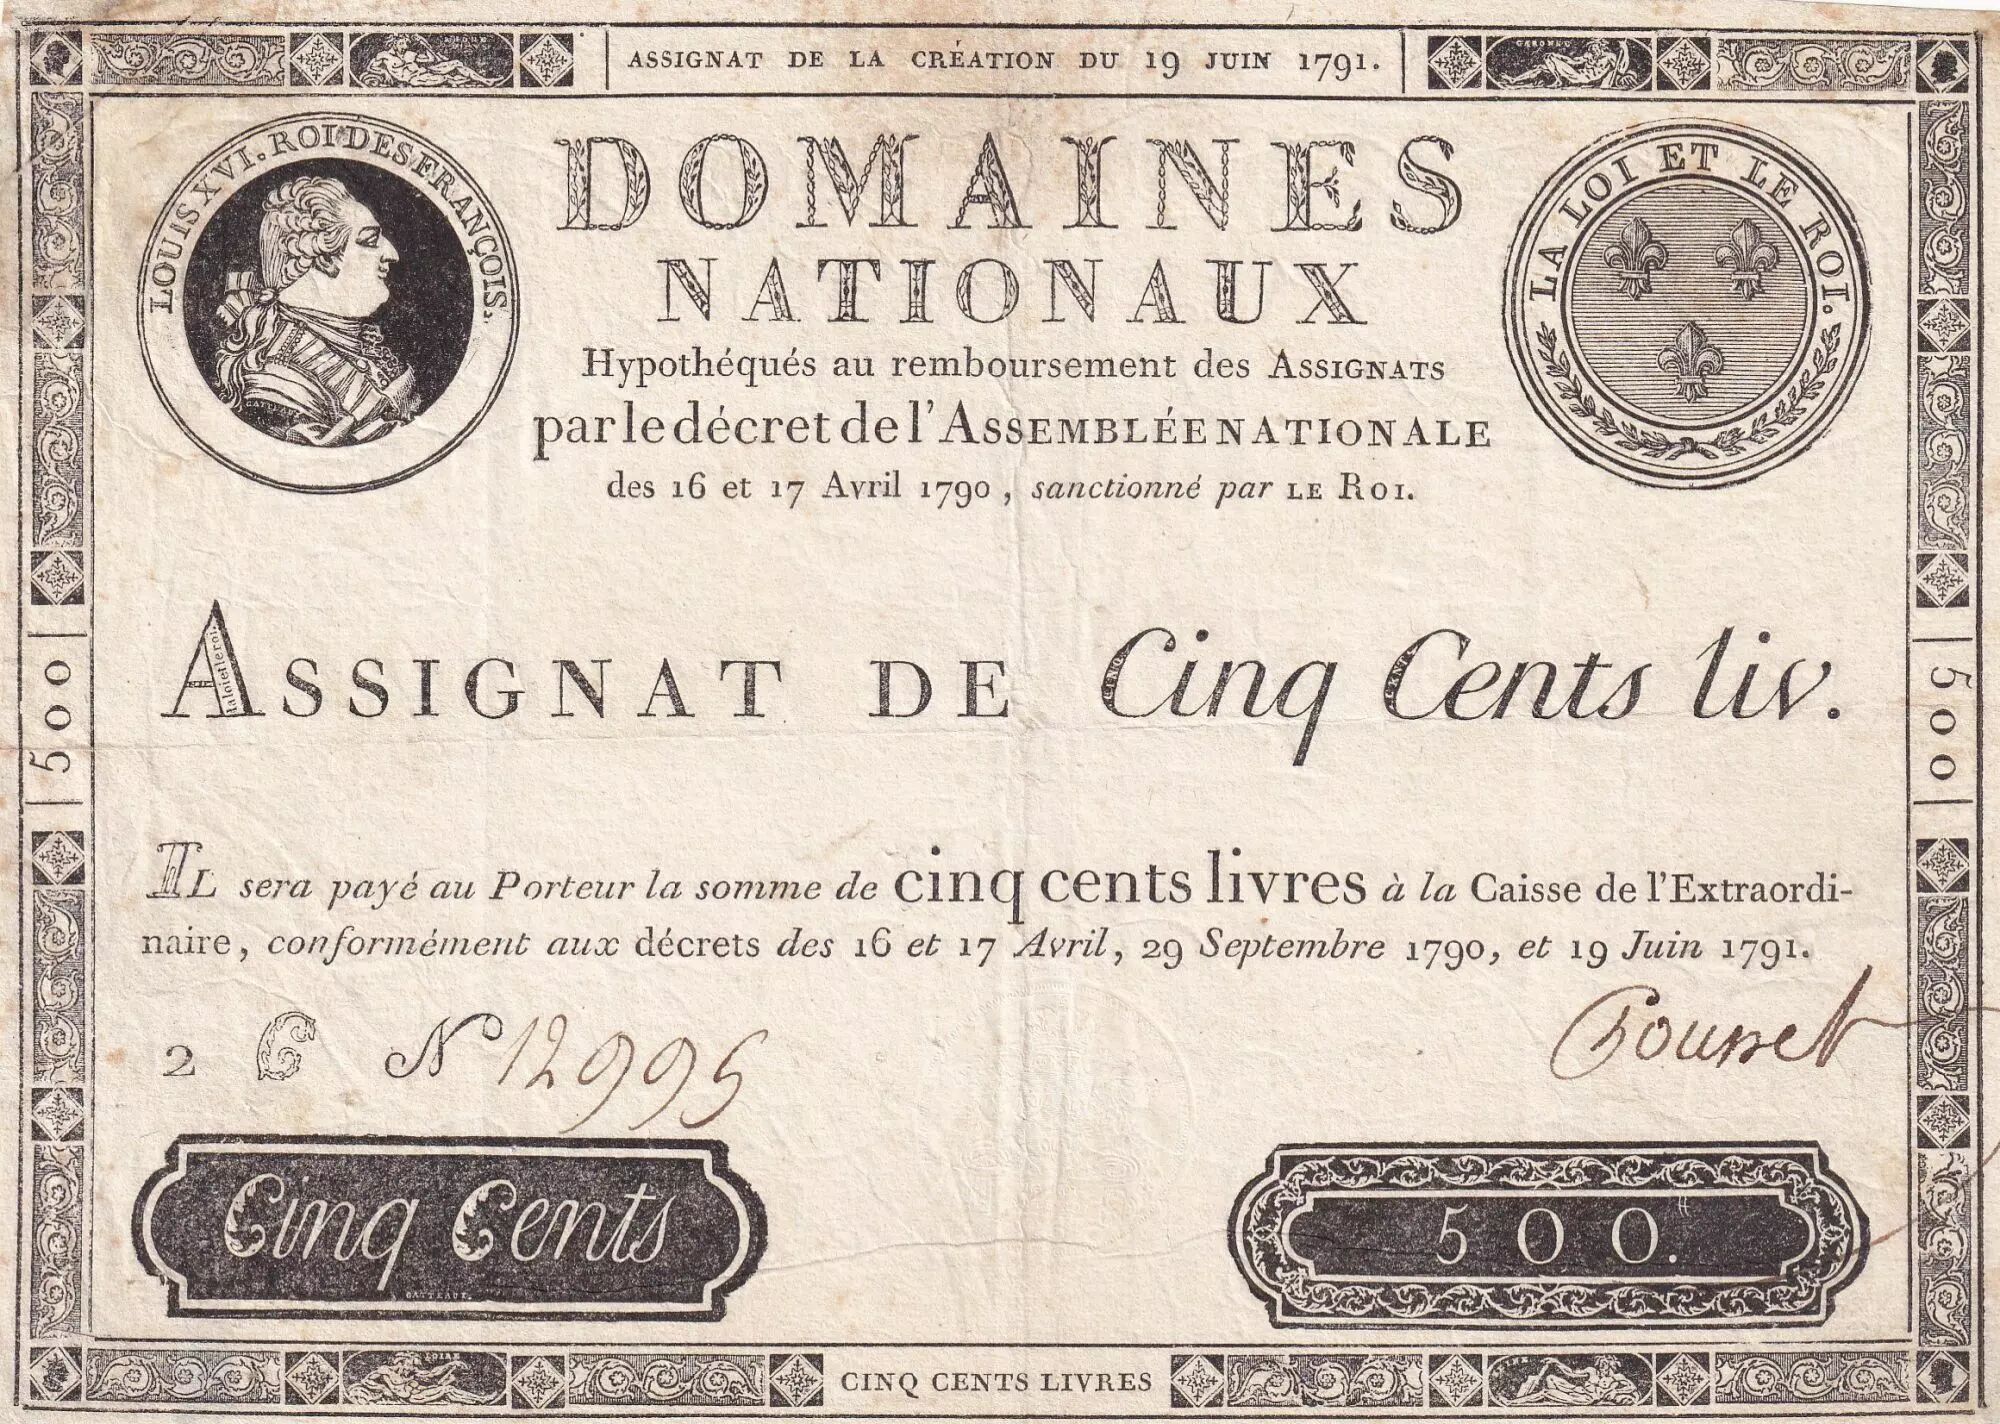 ASSIGNAT DE LA CRÉATION DU 19 JUIN 1791.
LOUIS XVI. ROI DES FRANÇOIS.
GATTEAUX
DOMAINES
NATIONAUX
LA LOI ET LE ROI.
Hypothéqués au remboursement des ASSIGNATS
par le décret de l'ASSEMBLÉE NATIONALE
des 16 et 17 Avril 1790, sanctionné par LE ROI.
ASSIGNAT DE Cinq Cents liv.
laloietleroi.
500
500
IL sera payé au Porteur la somme de cinq cents livres à la Caisse de l'Extraordi-
naire, conformément aux décrets des 16 et 17 Avril, 29 Septembre 1790, et 19 Juin 1791.
2 C N 12995
Cinq Cents
GATTEAUX
500.
CINQ CENTS LIVRES